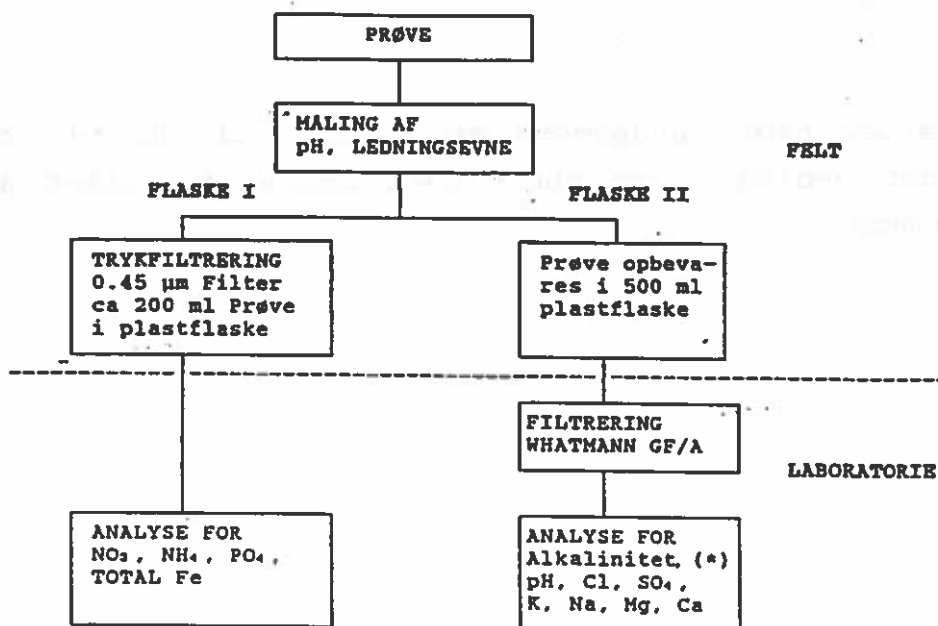 PRØVE
MÅLING AF
pH, LEDNINGSEVNE
FELT
FLASKE I
FLASKE II
TRYKFILTRERING
0.45 µm Filter
ca 200 ml Prøve
i plastflaske
Prøve opbeva-
res i 500 ml
plastflaske
FILTRERING
WHATMANN GF/A
LABORATORIE
ANALYSE FOR
NO₃, NH₄, PO₄,
TOTAL Fe
ANALYSE FOR
Alkalinitet, (*)
pH, Cl, SO₄,
K, Na, Mg, Ca